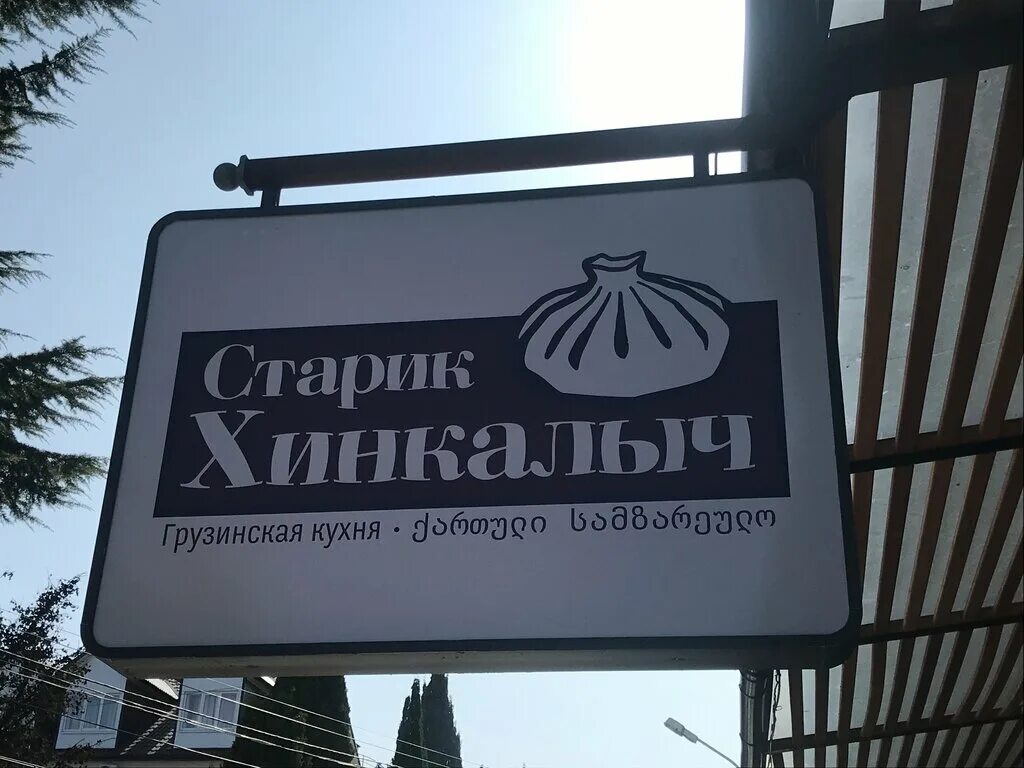 Старик
Хинкалыч
Грузинская кухня • ქართული სამზარეულო